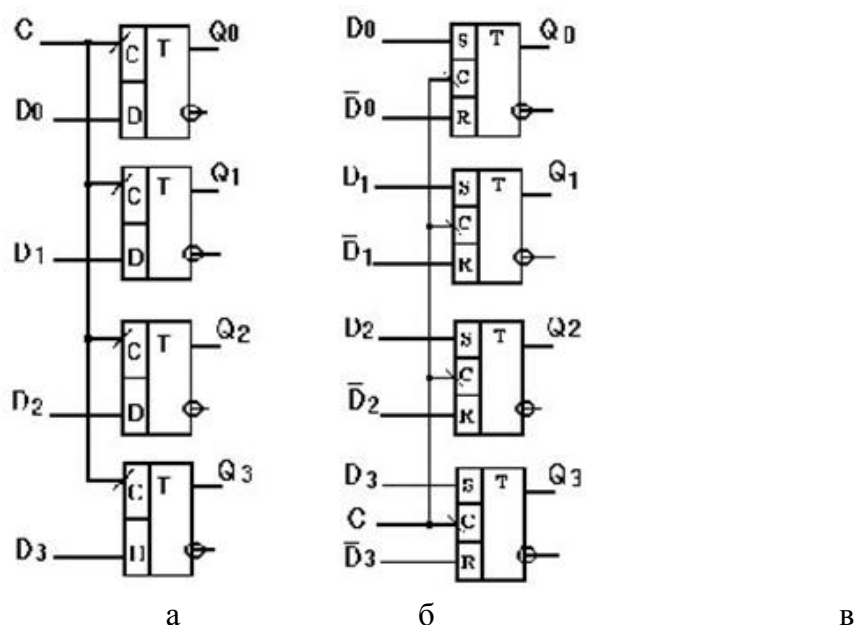 C
C T Q0
D0 D
C T Q1
D1 D
C T Q2
D2 D
C T Q3
D3 D
D0 S T Q0
C
D̅0 R
D1 S T Q1
C
D̅1 R
D2 S T Q2
C
D̅2 R
D3 S T Q3
C C
D̅3 R
а б в